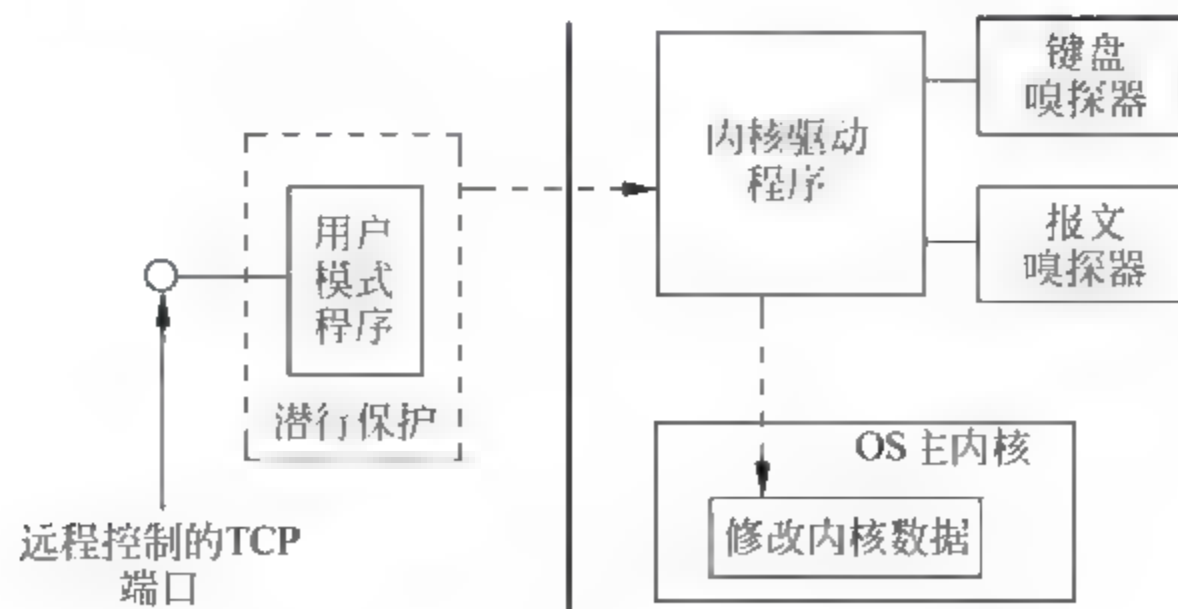 键盘
嗅探器
内核驱动
程序
报文
嗅探器
用户
模式
程序
潜行保护
OS 主内核
修改内核数据
远程控制的TCP
端口